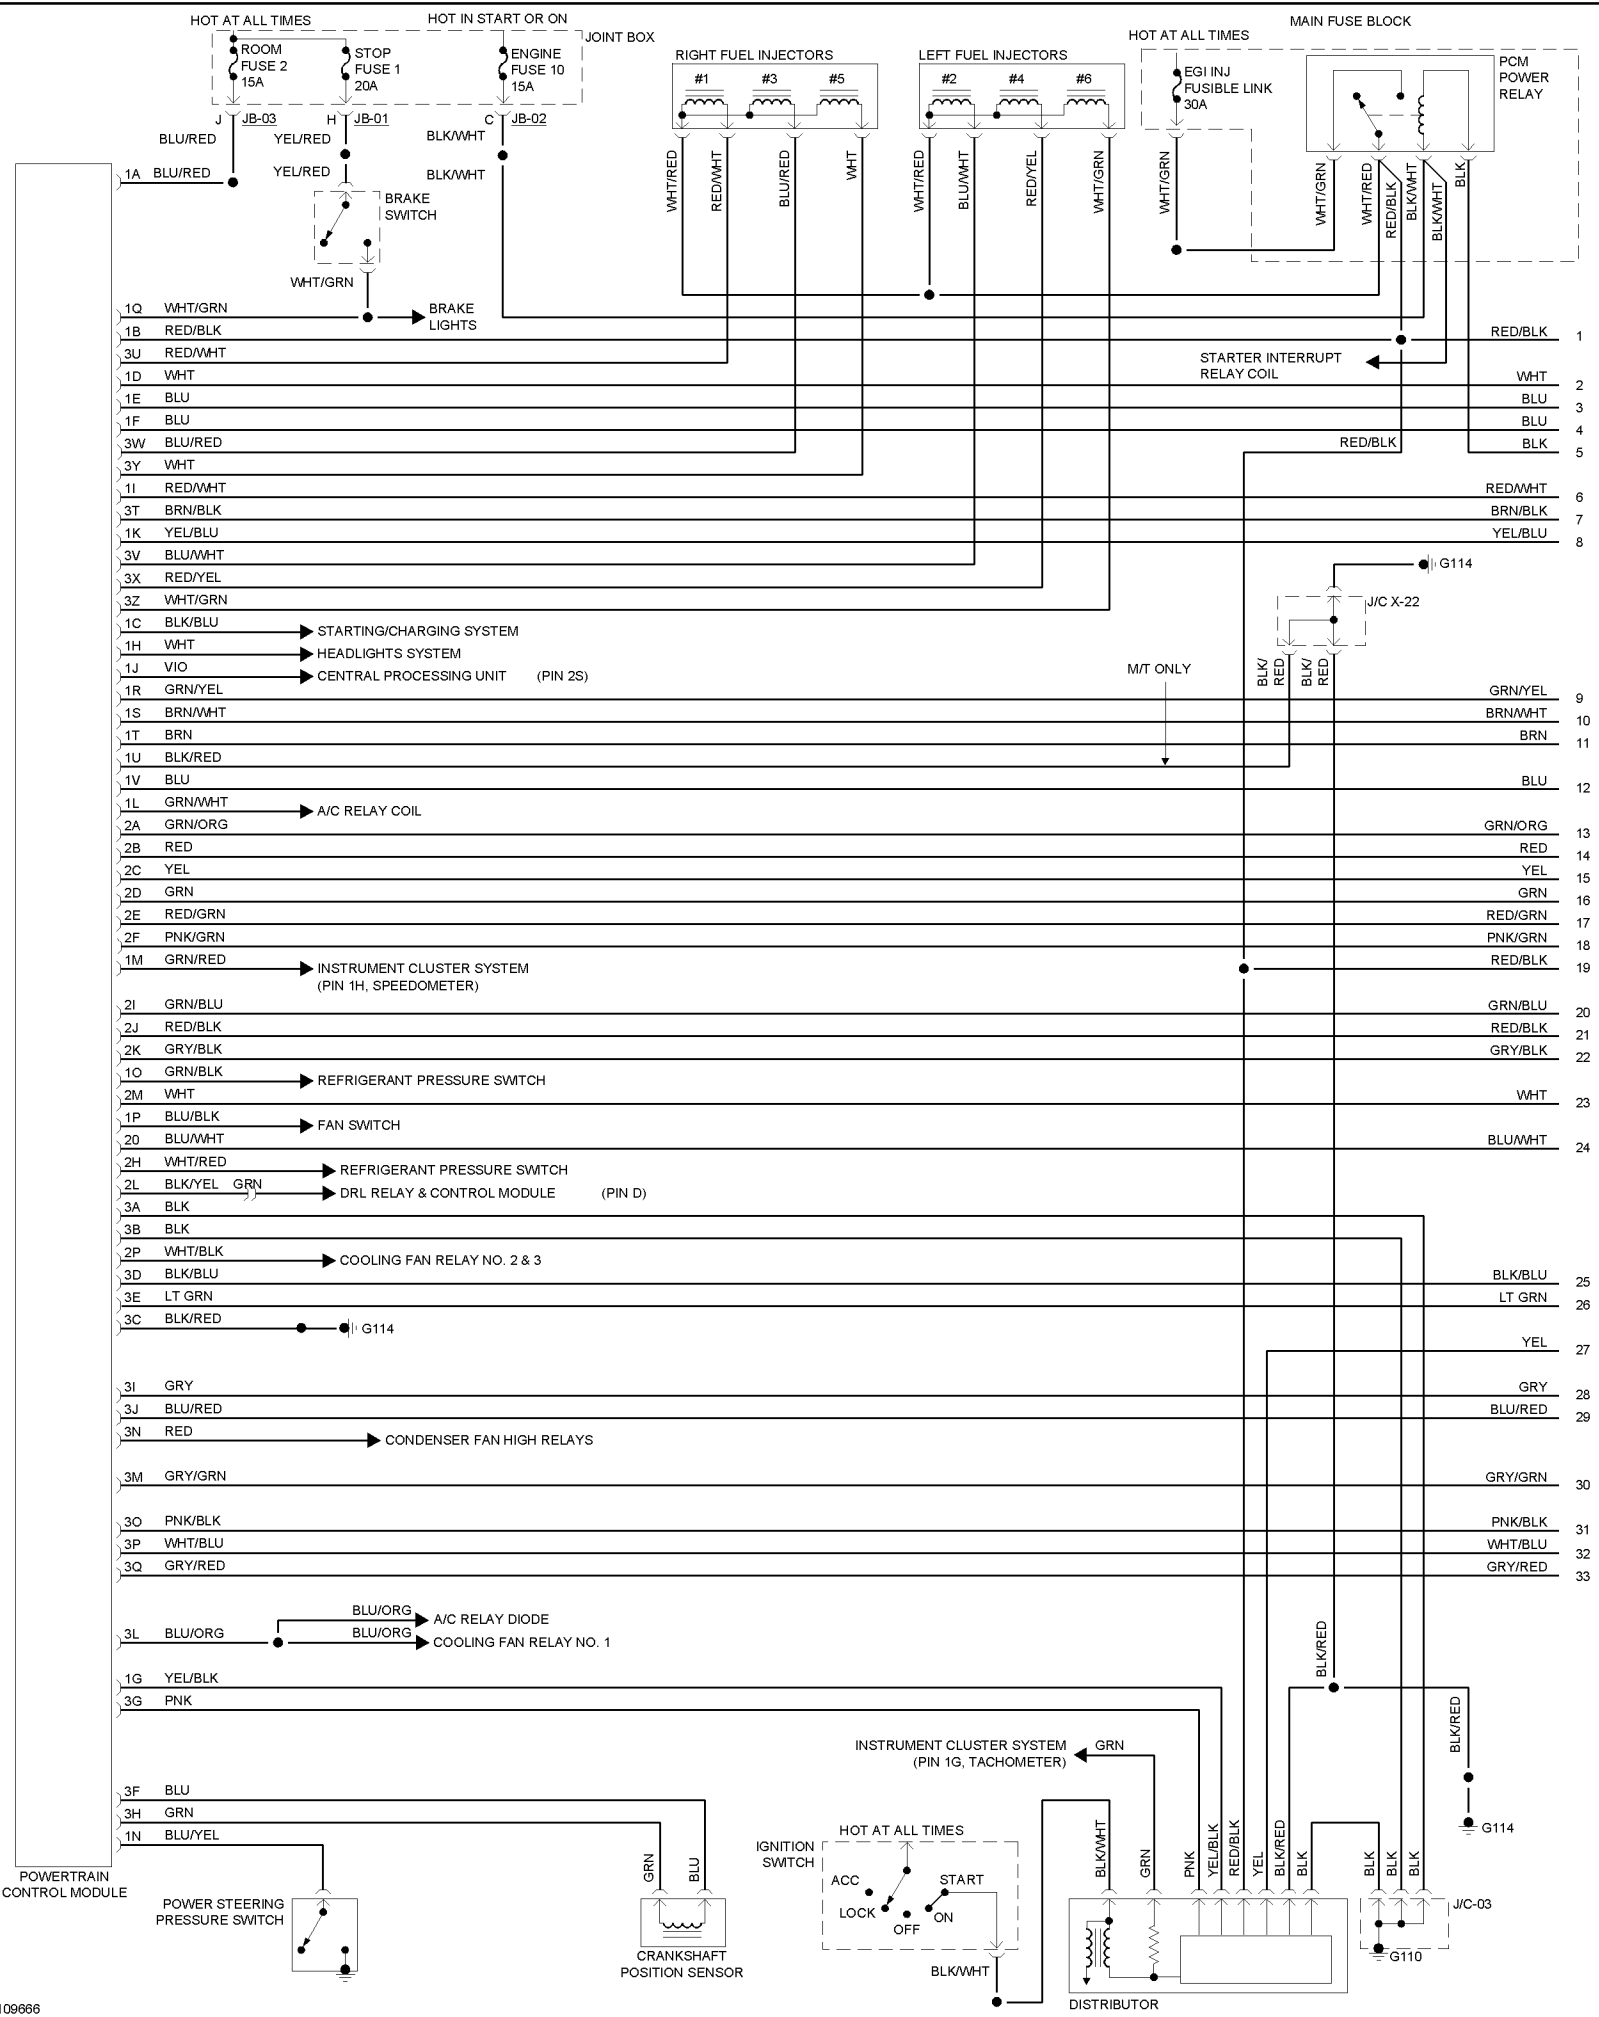 HOT AT ALL TIMES
HOT IN START OR ON
JOINT BOX
ROOM
FUSE 2
15A
STOP
FUSE 1
20A
ENGINE
FUSE 10
15A
J JB-03
H JB-01
C JB-02
BLU/RED
YEL/RED
BLK/WHT
YEL/RED
BLK/WHT
BRAKE
SWITCH
WHT/GRN
BRAKE
LIGHTS
RIGHT FUEL INJECTORS
#1 #3 #5
WHT/RED
RED/WHT
BLU/RED
WHT
LEFT FUEL INJECTORS
#2 #4 #6
WHT/RED
BLU/WHT
RED/YEL
WHT/GRN
MAIN FUSE BLOCK
HOT AT ALL TIMES
EGI INJ
FUSIBLE LINK
30A
PCM
POWER
RELAY
WHT/GRN
WHT/GRN
WHT/RED
RED/BLK
BLK/WHT
BLK/WHT
BLK
STARTER INTERRUPT
RELAY COIL
RED/BLK
1A BLU/RED
1Q WHT/GRN
1B RED/BLK RED/BLK 1
3U RED/WHT
1D WHT WHT 2
1E BLU BLU 3
1F BLU BLU 4
3W BLU/RED BLK 5
3Y WHT
1I RED/WHT RED/WHT 6
3T BRN/BLK BRN/BLK 7
1K YEL/BLU YEL/BLU 8
3V BLU/WHT
3X RED/YEL
3Z WHT/GRN
G114
J/C X-22
BLK/
RED
BLK/
RED
M/T ONLY
1C BLK/BLU STARTING/CHARGING SYSTEM
1H WHT HEADLIGHTS SYSTEM
1J VIO CENTRAL PROCESSING UNIT (PIN 2S)
1R GRN/YEL GRN/YEL 9
1S BRN/WHT BRN/WHT 10
1T BRN BRN 11
1U BLK/RED
1V BLU BLU 12
1L GRN/WHT A/C RELAY COIL
2A GRN/ORG GRN/ORG 13
2B RED RED 14
2C YEL YEL 15
2D GRN GRN 16
2E RED/GRN RED/GRN 17
2F PNK/GRN PNK/GRN 18
1M GRN/RED INSTRUMENT CLUSTER SYSTEM RED/BLK 19
(PIN 1H, SPEEDOMETER)
2I GRN/BLU GRN/BLU 20
2J RED/BLK RED/BLK 21
2K GRY/BLK GRY/BLK 22
1O GRN/BLK REFRIGERANT PRESSURE SWITCH
2M WHT WHT 23
1P BLU/BLK FAN SWITCH
20 BLU/WHT BLU/WHT 24
2H WHT/RED REFRIGERANT PRESSURE SWITCH
2L BLK/YEL GRN DRL RELAY & CONTROL MODULE (PIN D)
3A BLK
3B BLK
2P WHT/BLK COOLING FAN RELAY NO. 2 & 3
3D BLK/BLU BLK/BLU 25
3E LT GRN LT GRN 26
3C BLK/RED G114
YEL 27
3I GRY GRY 28
3J BLU/RED BLU/RED 29
3N RED CONDENSER FAN HIGH RELAYS
3M GRY/GRN GRY/GRN 30
3O PNK/BLK PNK/BLK 31
3P WHT/BLU WHT/BLU 32
3Q GRY/RED GRY/RED 33
BLU/ORG A/C RELAY DIODE
3L BLU/ORG BLU/ORG COOLING FAN RELAY NO. 1
1G YEL/BLK
3G PNK
BLK/RED
BLK/RED
G114
INSTRUMENT CLUSTER SYSTEM GRN
(PIN 1G, TACHOMETER)
3F BLU
3H GRN
1N BLU/YEL
POWERTRAIN
CONTROL MODULE
POWER STEERING
PRESSURE SWITCH
GRN
BLU
CRANKSHAFT
POSITION SENSOR
HOT AT ALL TIMES
IGNITION
SWITCH
ACC
LOCK
OFF
ON
START
BLK/WHT
BLK/WHT
GRN
PNK
YEL/BLK
RED/BLK
YEL
BLK/RED
BLK
DISTRIBUTOR
BLK
BLK
BLK
J/C-03
G110
109666